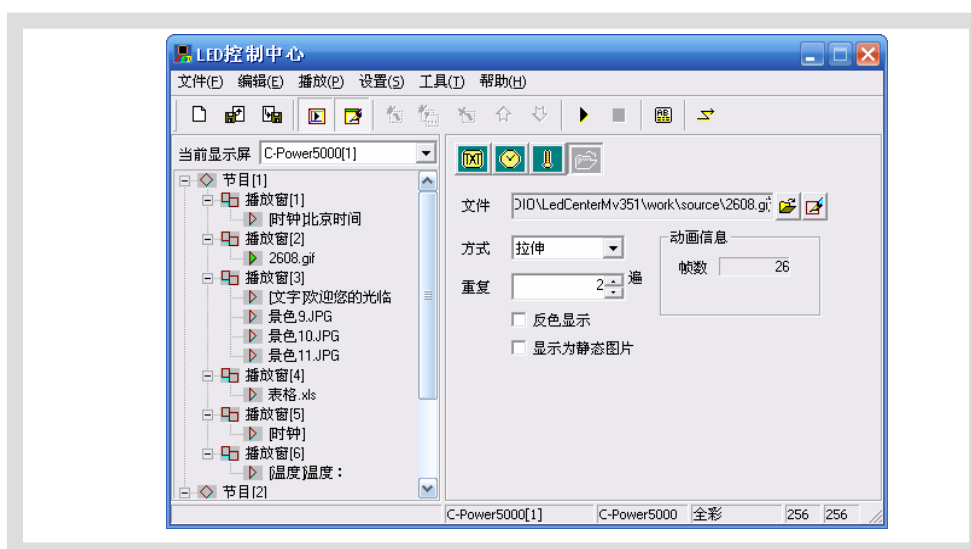 LED控制中心
文件(F) 编辑(E) 播放(P) 设置(S) 工具(T) 帮助(H)
当前显示屏 C-Power5000[1]
节目[1]
播放窗[1]
[时钟]北京时间
播放窗[2]
2608.gif
播放窗[3]
[文字]欢迎您的光临
景色9.JPG
景色10.JPG
景色11.JPG
播放窗[4]
表格.xls
播放窗[5]
[时钟]
播放窗[6]
[温度]温度：
节目[2]
TXT
文件 DIO\LedCenterMv351\work\source\2608.gif
方式 拉伸
动画信息
帧数 26
重复 2 遍
反色显示
显示为静态图片
C-Power5000[1] C-Power5000 全彩 256 256